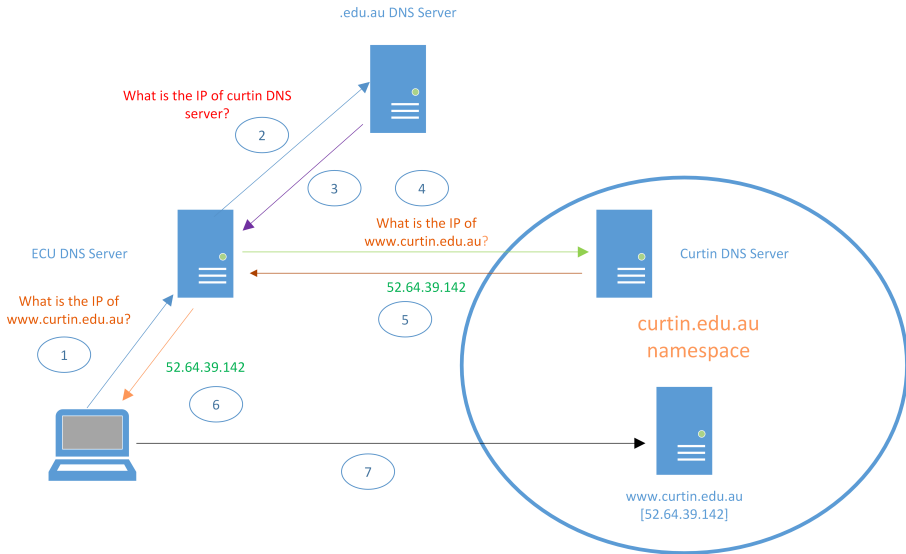 .edu.au DNS Server
What is the IP of curtin DNS
server?
2
3
4
What is the IP of
www.curtin.edu.au?
ECU DNS Server
Curtin DNS Server
52.64.39.142
What is the IP of
www.curtin.edu.au?
5
1
curtin.edu.au
namespace
52.64.39.142
6
7
www.curtin.edu.au
[52.64.39.142]